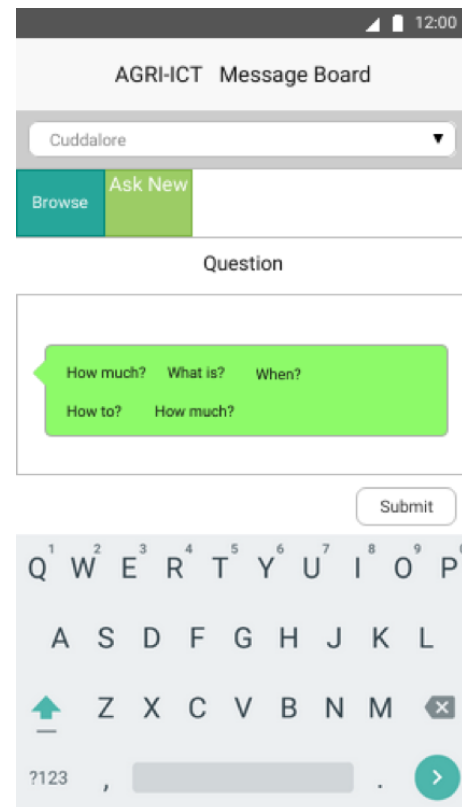 12:00
AGRI-ICT Message Board
Cuddalore
Browse
Ask New
Question
How much? What is? When?
How to? How much?
Submit
1 2 3 4 5 6 7 8 9
Q W E R T Y U I O P
A S D F G H J K L
Z X C V B N M
?123 , .